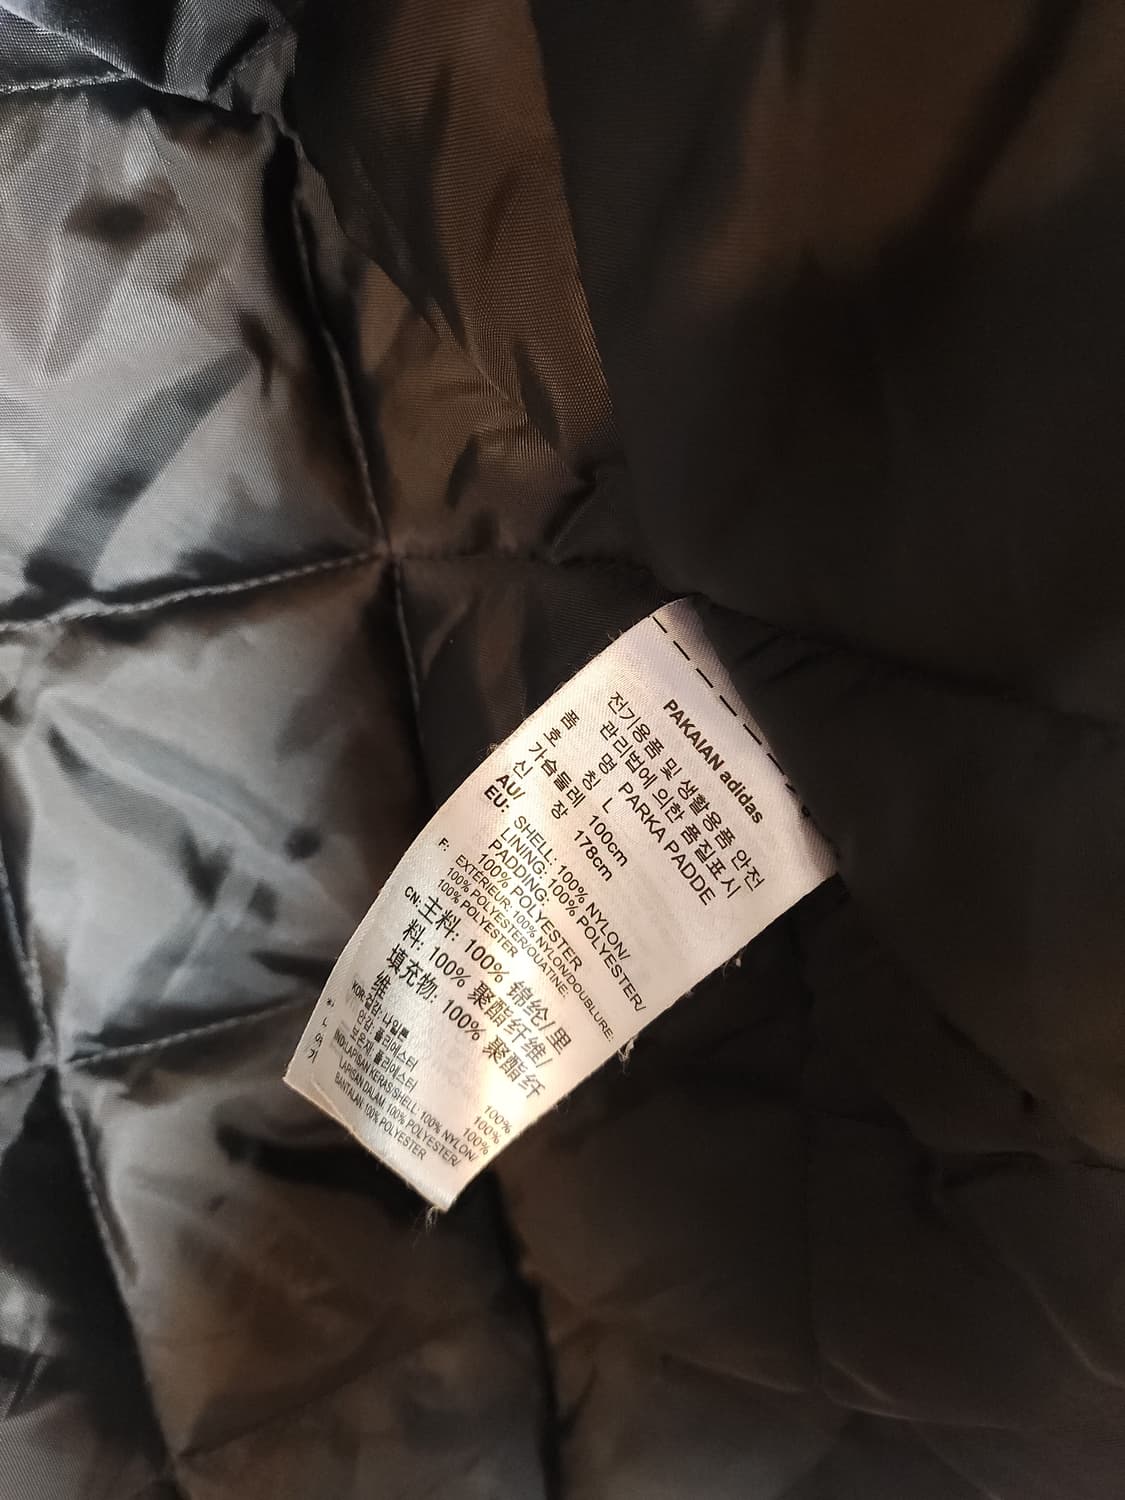 PAKAIAN adidas
전기용품 및 생활용품 안전
관리법에 의한 품질표시
품 명 PARKA PADDE
호 칭 L
가슴둘레 100cm
신 장 178cm
AU/
EU: SHELL: 100% NYLON/
LINING: 100% POLYESTER/
PADDING:
100% POLYESTER
F: EXTÉRIEUR: 100% NYLON/DOUBLURE:
100% POLYESTER/OUATINE:
100% POLYESTER
CN: 主料: 100% 锦纶/里
料: 100% 聚酯纤维/
填充物: 100% 聚酯纤
维
KOR: 겉감: 나일론 100%
안감: 폴리에스터 100%
보온재: 폴리에스터 100%
IND: LAPISAN KERAS/SHELL: 100% NYLON/
LAPISAN DALAM: 100% POLYESTER/
BANTALAN: 100% POLYESTER